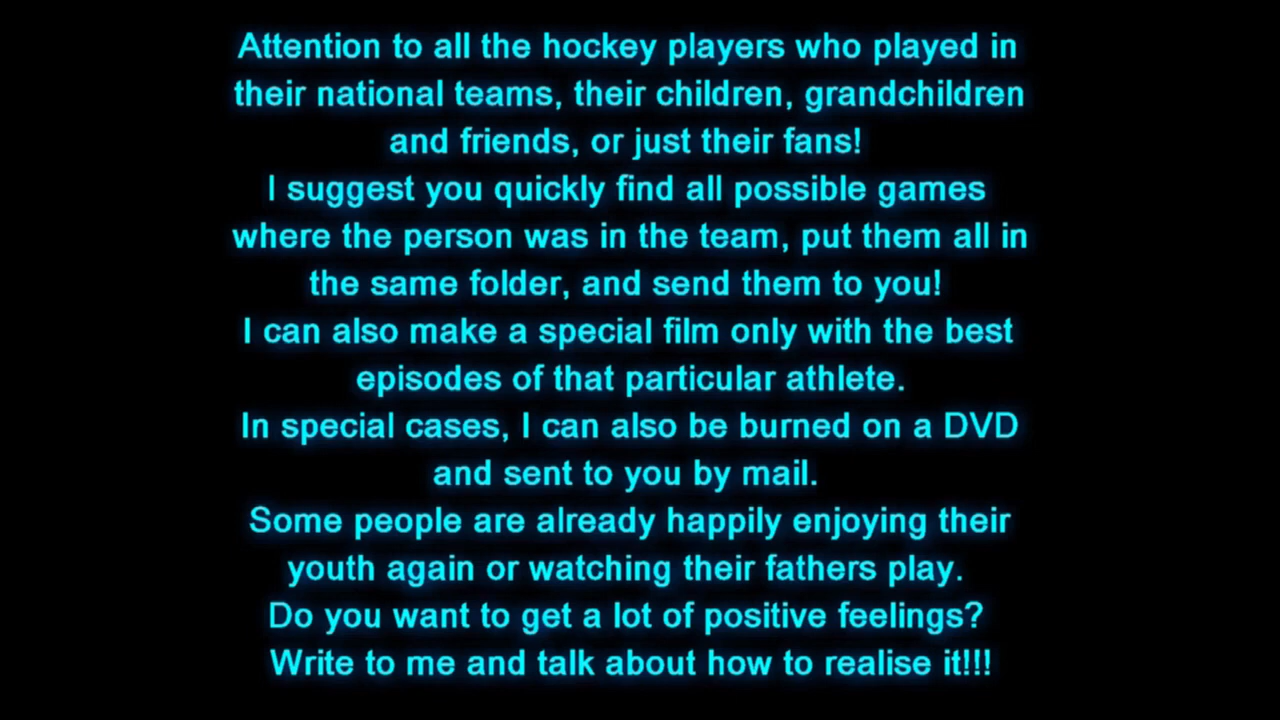 Attention to all the hockey players who played in
their national teams, their children, grandchildren
and friends, or just their fans!
I suggest you quickly find all possible games
where the person was in the team, put them all in
the same folder, and send them to you!
I can also make a special film only with the best
episodes of that particular athlete.
In special cases, I can also be burned on a DVD
and sent to you by mail.
Some people are already happily enjoying their
youth again or watching their fathers play.
Do you want to get a lot of positive feelings?
Write to me and talk about how to realise it!!!